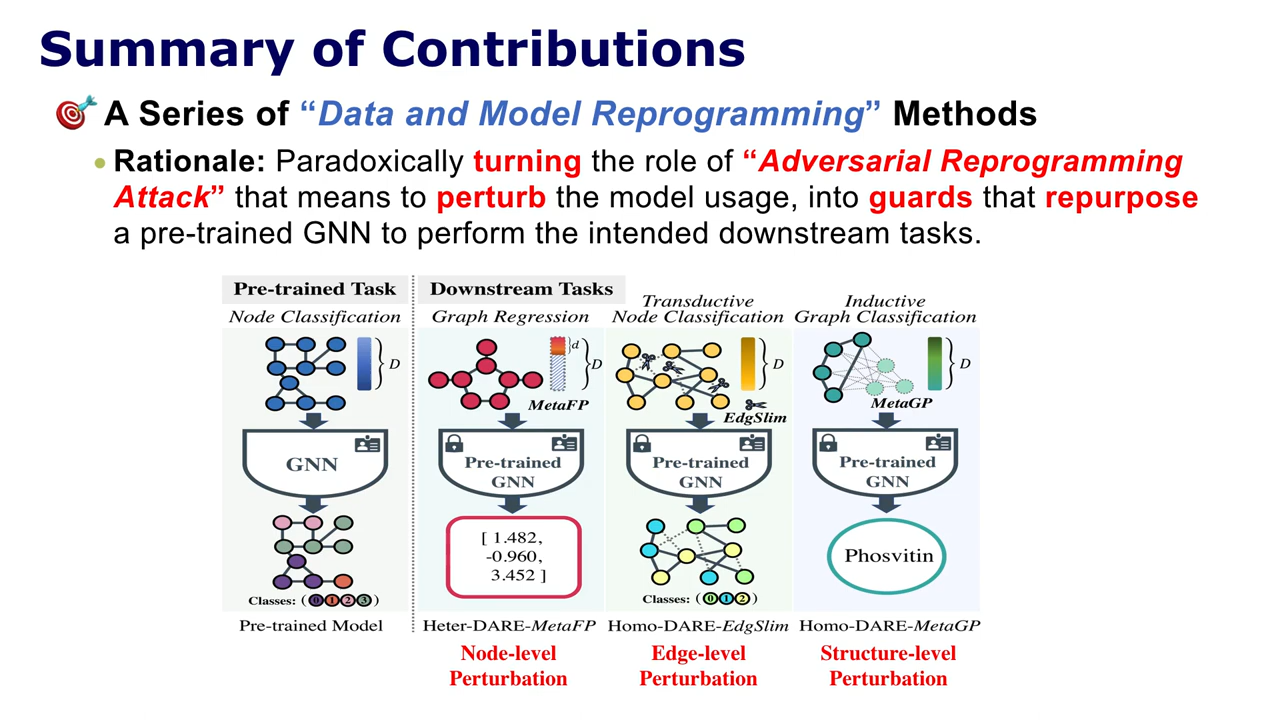 Summary of Contributions
A Series of “Data and Model Reprogramming” Methods
Rationale: Paradoxically turning the role of “Adversarial Reprogramming
Attack” that means to perturb the model usage, into guards that repurpose
a pre-trained GNN to perform the intended downstream tasks.
Pre-trained Task
Downstream Tasks
Node Classification
Graph Regression
Transductive
Node Classification
Inductive
Graph Classification
D
d
D
D
D
MetaFP
EdgSlim
MetaGP
GNN
Pre-trained
GNN
Pre-trained
GNN
Pre-trained
GNN
Classes: ( 0 1 2 3 )
[ 1.482,
-0.960,
3.452 ]
Classes: ( 0 1 2 )
Phosvitin
Pre-trained Model
Heter-DARE-MetaFP
Homo-DARE-EdgSlim
Homo-DARE-MetaGP
Node-level
Perturbation
Edge-level
Perturbation
Structure-level
Perturbation